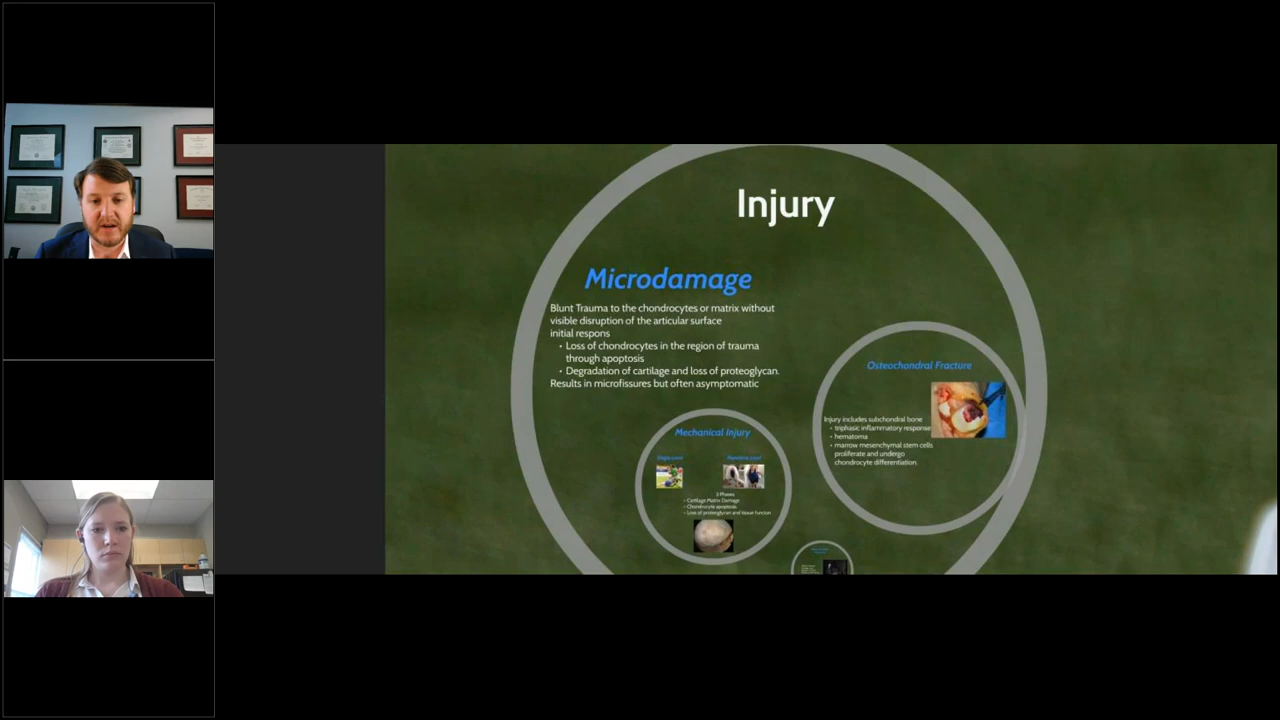 Injury
Microdamage
Blunt Trauma to the chondrocytes or matrix without
visible disruption of the articular surface
initial respons
• Loss of chondrocytes in the region of trauma
through apoptosis
• Degradation of cartilage and loss of proteoglycan.
Results in microfissures but often asymptomatic
Mechanical Injury
3 Phases
• Cartilage Matrix Damage
• Chondrocyte apoptosis
• Loss of proteoglycan and tissue function
Osteochondral Fracture
Injury includes subchondral bone
• triphasic inflammatory response
• hematoma
• marrow mesenchymal stem cells
proliferate and undergo
chondrocyte differentiation.